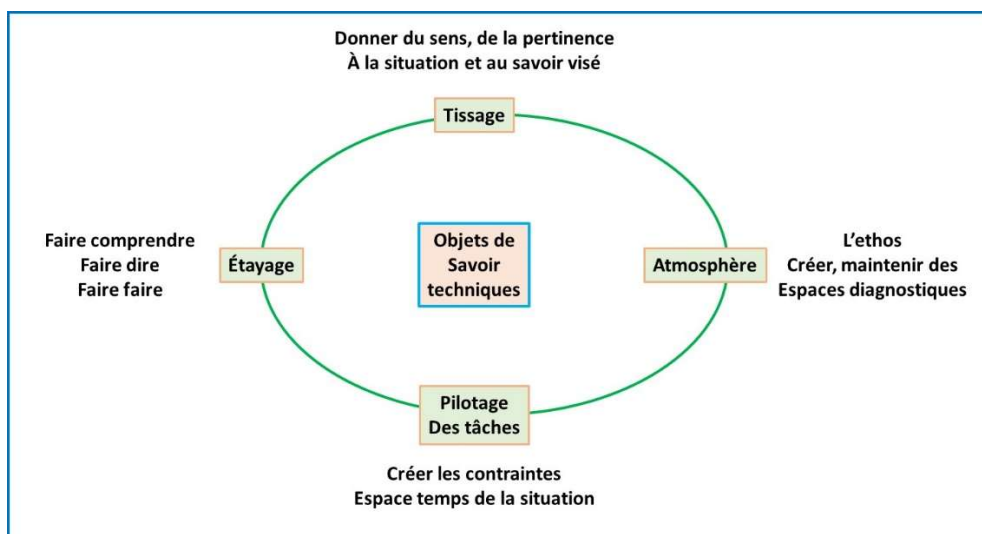 Donner du sens, de la pertinence
À la situation et au savoir visé
Tissage
Faire comprendre
Faire dire
Faire faire
Étayage
Objets de
Savoir
techniques
Atmosphère
L'ethos
Créer, maintenir des
Espaces diagnostiques
Pilotage
Des tâches
Créer les contraintes
Espace temps de la situation